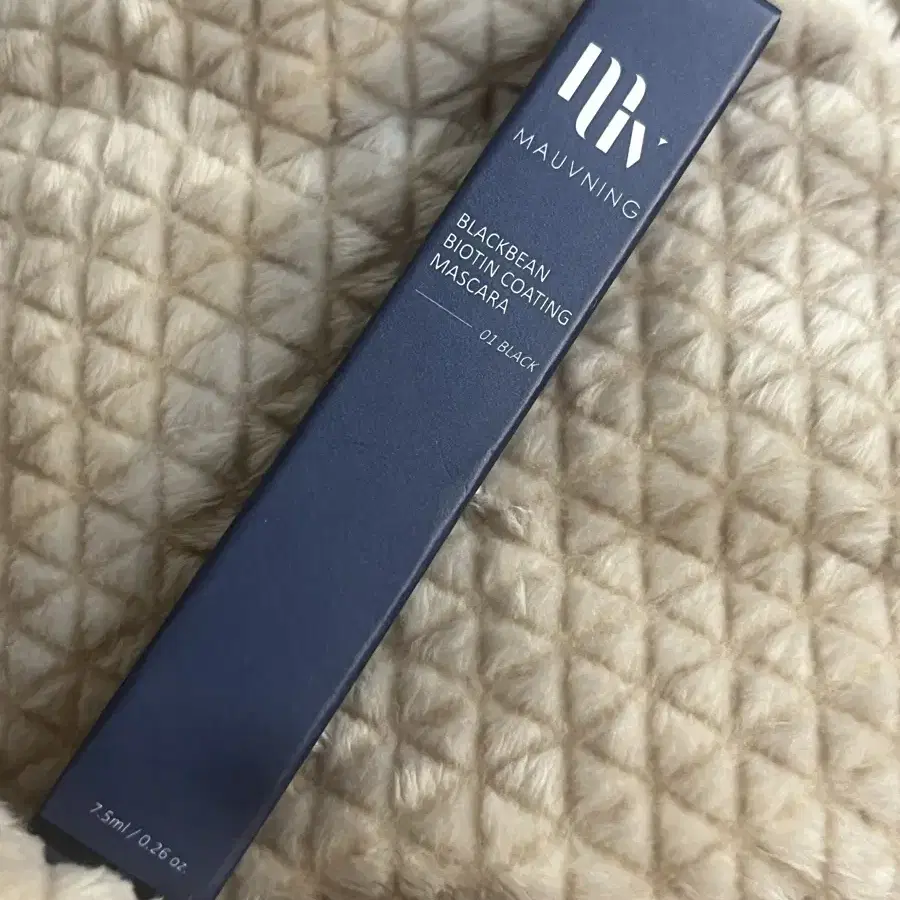 MAUVNING
BLACKBEAN
BIOTIN COATING
MASCARA
01 BLACK
7.5ml / 0.26 oz.